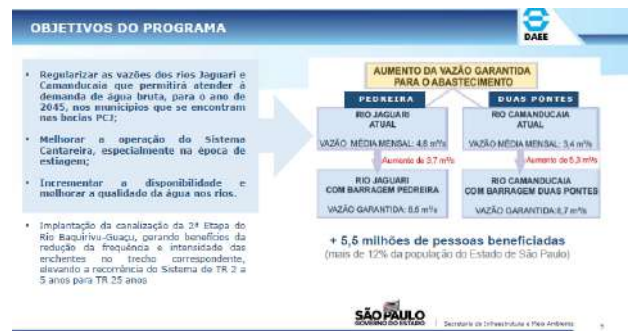 OBJETIVOS DO PROGRAMA
DAEE
• Regularizar as vazões dos rios Jaguari e
Camanducaia que permitirá atender à
demanda de água bruta, para o ano de
2045, nos municípios que se encontram
nas bacias PCJ;
• Melhorar a operação do Sistema
Cantareira, especialmente na época de
estiagem;
• Incrementar a disponibilidade e
melhorar a qualidade da água nos rios.
• Implantação da canalização da 2ª Etapa do
Rio Baquirivu-Guaçu, gerando benefícios da
redução da frequência e intensidade das
enchentes no trecho correspondente,
elevando a recorrência do Sistema de TR 2 a
5 anos para TR 25 anos
AUMENTO DA VAZÃO GARANTIDA
PARA O ABASTECIMENTO
PEDREIRA
RIO JAGUARI
ATUAL
VAZÃO MÉDIA MENSAL: 4,8 m³/s
Aumento de 3,7 m³/s
RIO JAGUARI
COM BARRAGEM PEDREIRA
VAZÃO GARANTIDA: 8,5 m³/s
DUAS PONTES
RIO CAMANDUCAIA
ATUAL
VAZÃO MÉDIA MENSAL: 3,4 m³/s
Aumento de 5,3 m³/s
RIO CAMANDUCAIA
COM BARRAGEM DUAS PONTES
VAZÃO GARANTIDA: 8,7 m³/s
+ 5,5 milhões de pessoas beneficiadas
(mais de 12% da população do Estado de São Paulo)
SÃO PAULO
GOVERNO DO ESTADO
Secretaria de Infraestrutura e Meio Ambiente